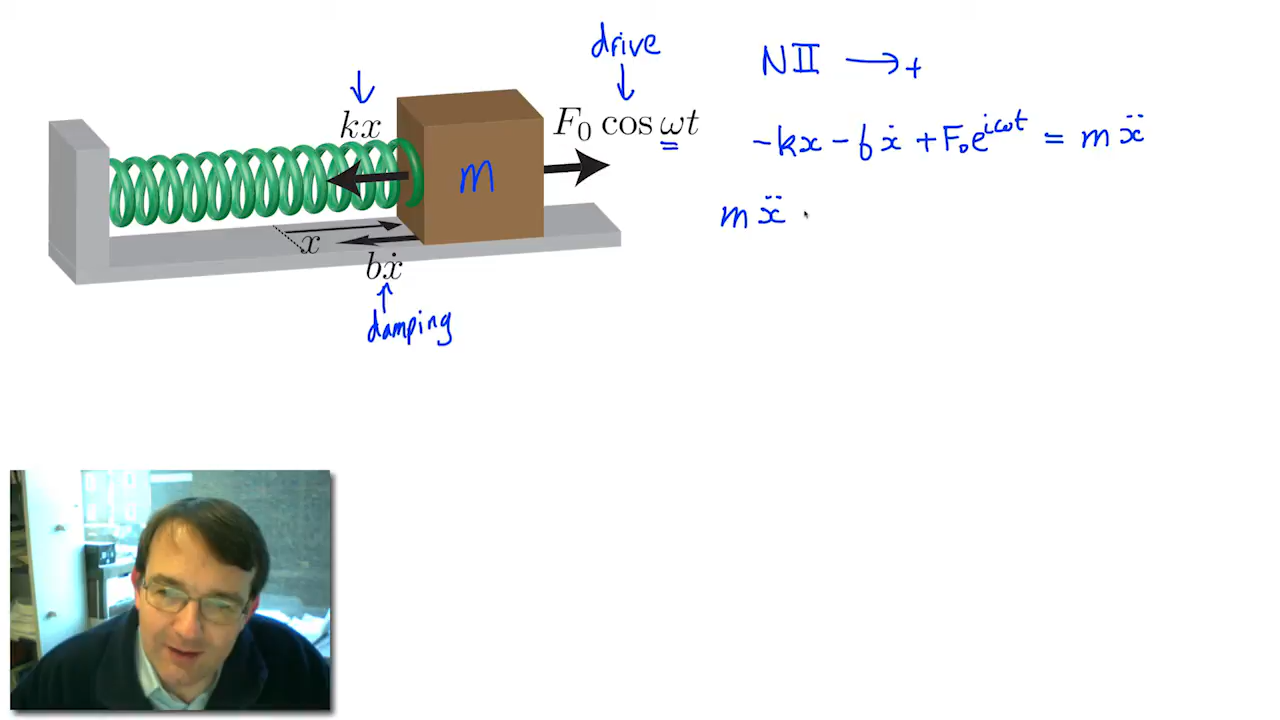 drive
kx
F₀ cos ωt
m
x
bẋ
damping
NII ⟶+
-kx - bẋ + F₀e^{iωt} = mẍ
mẍ